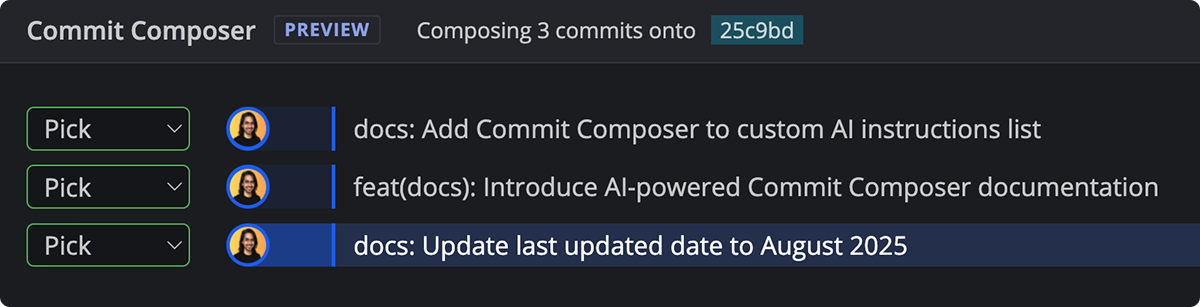 Commit Composer PREVIEW Composing 3 commits onto 25c9bd
Pick docs: Add Commit Composer to custom AI instructions list
Pick feat(docs): Introduce AI-powered Commit Composer documentation
Pick docs: Update last updated date to August 2025